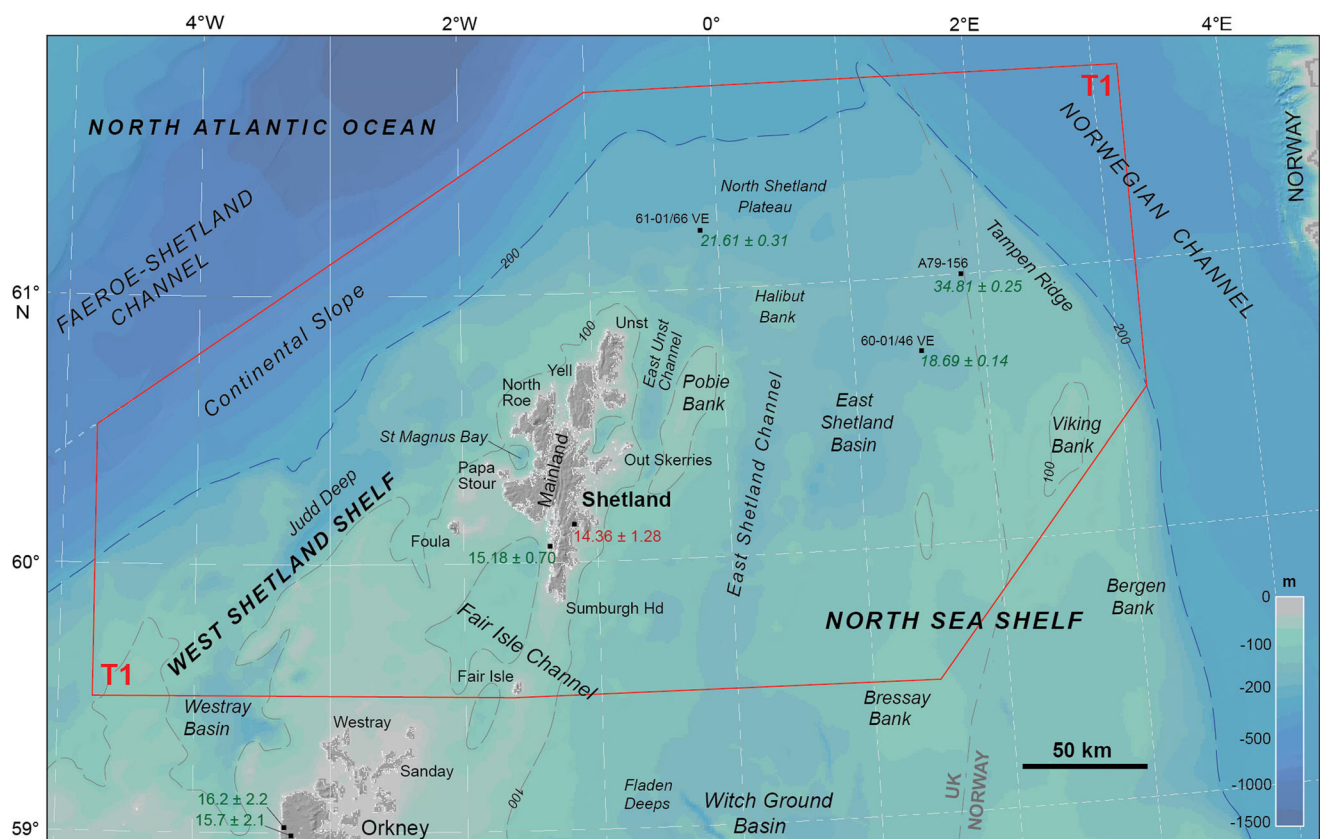 4°W
2°W
0°
2°E
4°E
T1
NORTH ATLANTIC OCEAN
NORWEGIAN CHANNEL
NORWAY
North Shetland
Plateau
61-01/66 VE
21.61 ± 0.31
FAEROE-SHETLAND
CHANNEL
200
Tampen Ridge
A79-156
34.81 ± 0.25
61°
N
Continental Slope
Halibut
Bank
100
Unst
East Unst
Channel
60-01/46 VE
18.69 ± 0.14
200
Yell
North
Roe
Pobie
Bank
East
Shetland
Basin
Viking
Bank
100
St Magnus Bay
Mainland
Out Skerries
Papa
Stour
Judd Deep
Shetland
East Shetland Channel
14.36 ± 1.28
Foula
15.18 ± 0.70
60°
WEST SHETLAND SHELF
Sumburgh Hd
Bergen
Bank
m
0
-100
-200
-500
-1000
-1500
NORTH SEA SHELF
Fair Isle Channel
T1
Fair Isle
Westray
Basin
Bressay
Bank
Westray
50 km
Sanday
UK
NORWAY
Fladen
Deeps
100
Witch Ground
Basin
16.2 ± 2.2
15.7 ± 2.1
Orkney
59°